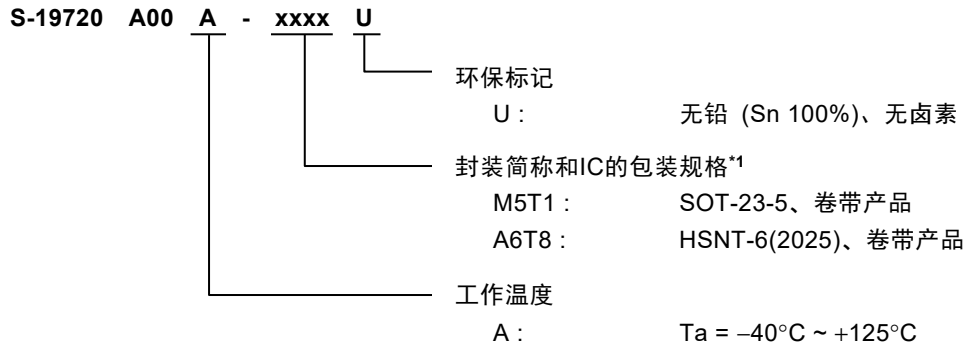 S-19720 A00 A - xxxx U
环保标记
U : 无铅 (Sn 100%)、无卤素
封装简称和IC的包装规格*1
M5T1 : SOT-23-5、卷带产品
A6T8 : HSNT-6(2025)、卷带产品
工作温度
A : Ta = −40°C ~ +125°C